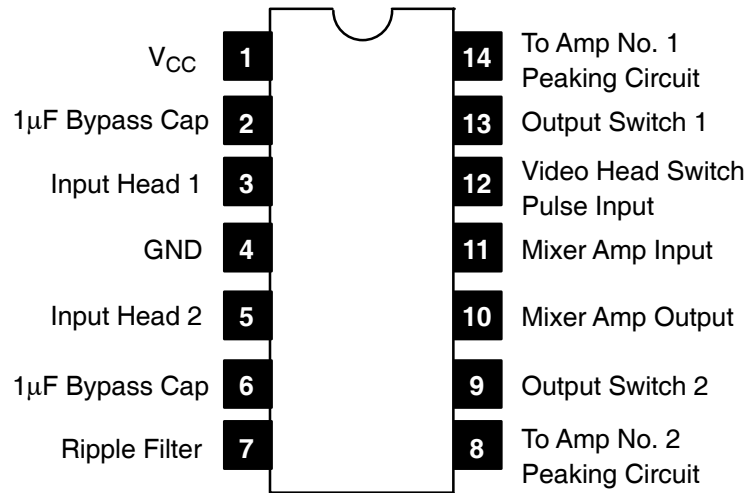 V_CC 1
1μF Bypass Cap 2
Input Head 1 3
GND 4
Input Head 2 5
1μF Bypass Cap 6
Ripple Filter 7
14 To Amp No. 1
Peaking Circuit
13 Output Switch 1
12 Video Head Switch
Pulse Input
11 Mixer Amp Input
10 Mixer Amp Output
9 Output Switch 2
8 To Amp No. 2
Peaking Circuit